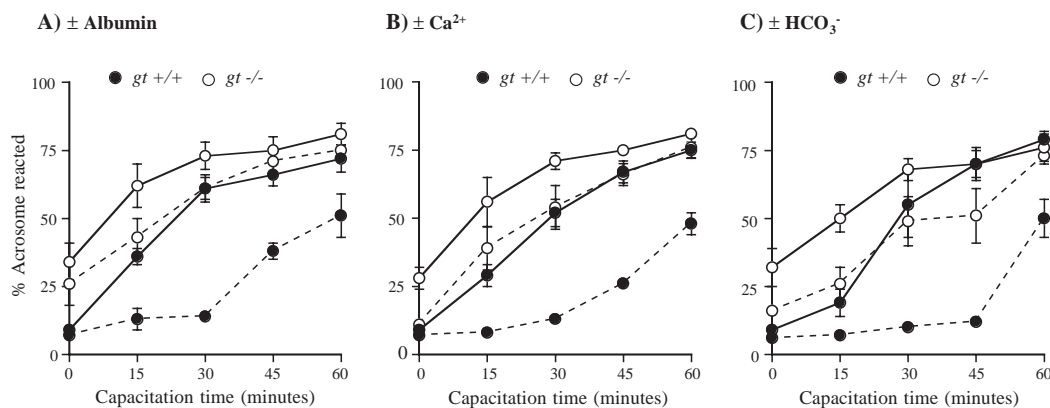 A) ± Albumin
gt +/+ gt -/-
100
75
50
25
0
% Acrosome reacted
0 15 30 45 60
Capacitation time (minutes)
B) ± Ca²⁺
gt +/+ gt -/-
100
75
50
25
0
0 15 30 45 60
Capacitation time (minutes)
C) ± HCO₃⁻
gt +/+ gt -/-
100
75
50
25
0
0 15 30 45 60
Capacitation time (minutes)